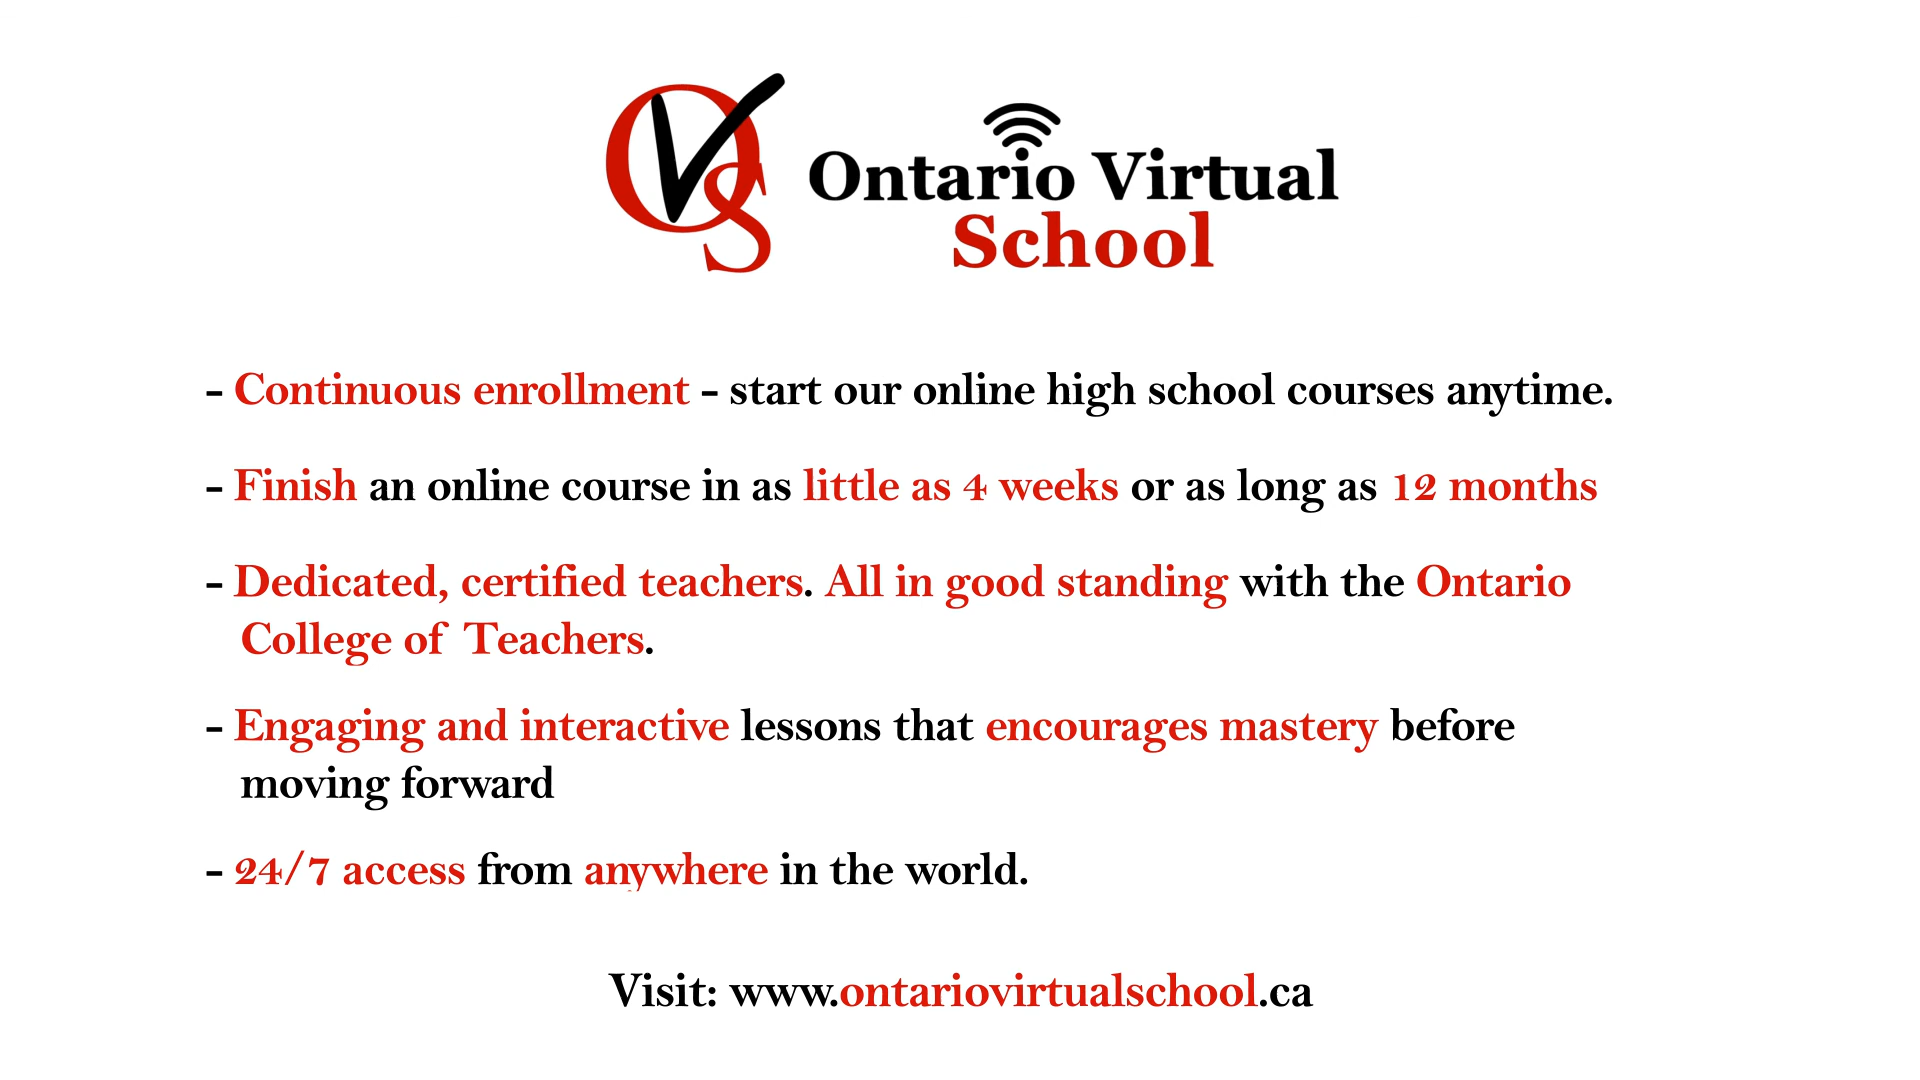 OVS
Ontario Virtual
School
- Continuous enrollment - start our online high school courses anytime.
- Finish an online course in as little as 4 weeks or as long as 12 months
- Dedicated, certified teachers. All in good standing with the Ontario
College of Teachers.
- Engaging and interactive lessons that encourages mastery before
moving forward
- 24/7 access from anywhere in the world.
Visit: www.ontariovirtualschool.ca